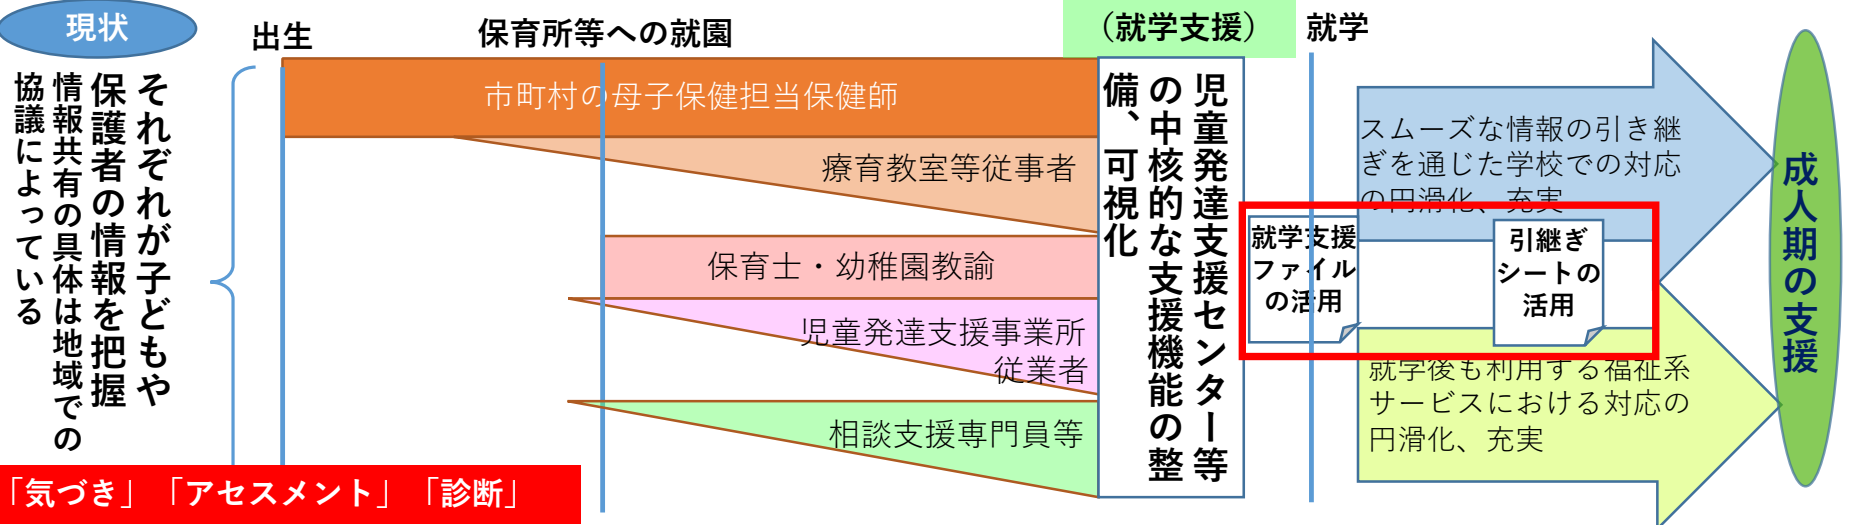 現状
出生
保育所等への就園
（就学支援）
就学
それぞれが子どもや
保護者の情報を把握
情報共有の具体は地域での
協議によっている
市町村の母子保健担当保健師
療育教室等従事者
保育士・幼稚園教諭
児童発達支援事業所
従業者
相談支援専門員等
児童発達支援センター等
の中核的な支援機能の整
備、可視化
スムーズな情報の引き継
ぎを通じた学校での対応
の円滑化、充実
就学支援
ファイル
の活用
引継ぎ
シートの
活用
就学後も利用する福祉系
サービスにおける対応の
円滑化、充実
成人期の支援
「気づき」「アセスメント」「診断」